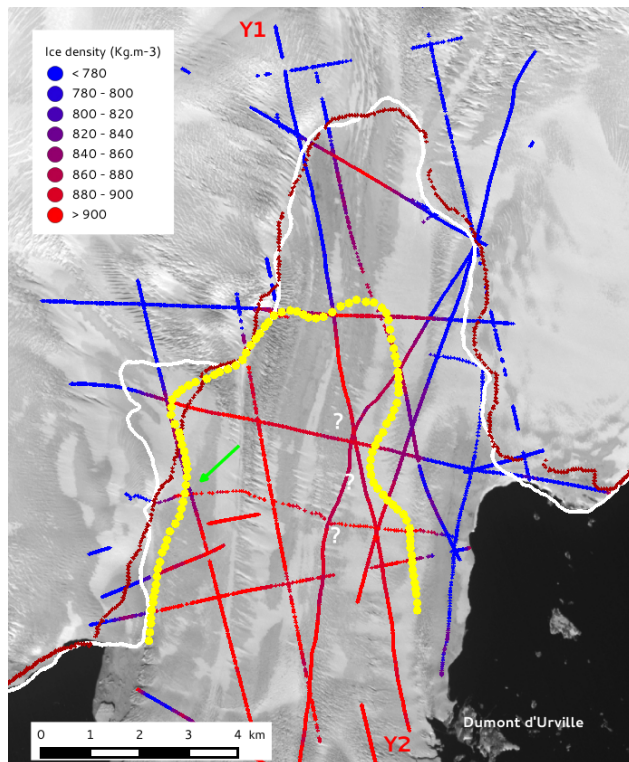 Y1
Ice density (Kg.m-3)
< 780
780 - 800
800 - 820
820 - 840
840 - 860
860 - 880
880 - 900
> 900
?
?
?
Dumont d'Urville
Y2
0 1 2 3 4 km